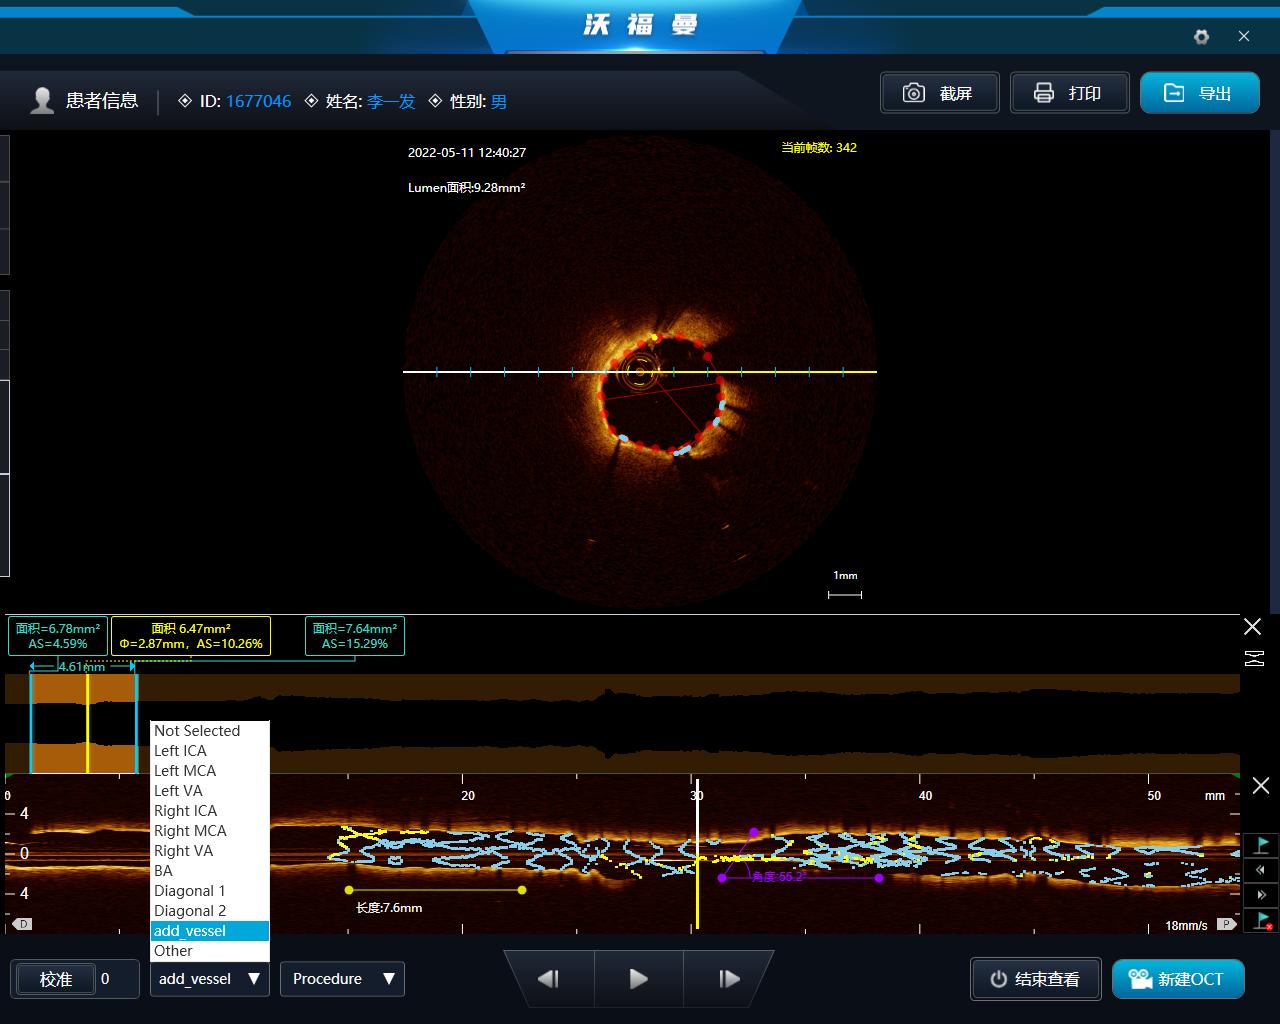 沃福曼
患者信息
ID: 1677046
姓名: 李一发
性别: 男
截屏
打印
导出
2022-05-11 12:40:27
当前帧数: 342
Lumen面积:9.28mm²
1mm
面积=6.78mm²
AS=4.59%
面积 6.47mm²
Φ=2.87mm，AS=10.26%
面积=7.64mm²
AS=15.29%
4.61mm
Not Selected
Left ICA
Left MCA
Left VA
Right ICA
Right MCA
Right VA
BA
Diagonal 1
Diagonal 2
add_vessel
Other
0
20
30
40
50
mm
4
0
4
角度:55.2°
长度:7.6mm
D
18mm/s
P
校准
0
add_vessel
Procedure
结束查看
新建OCT